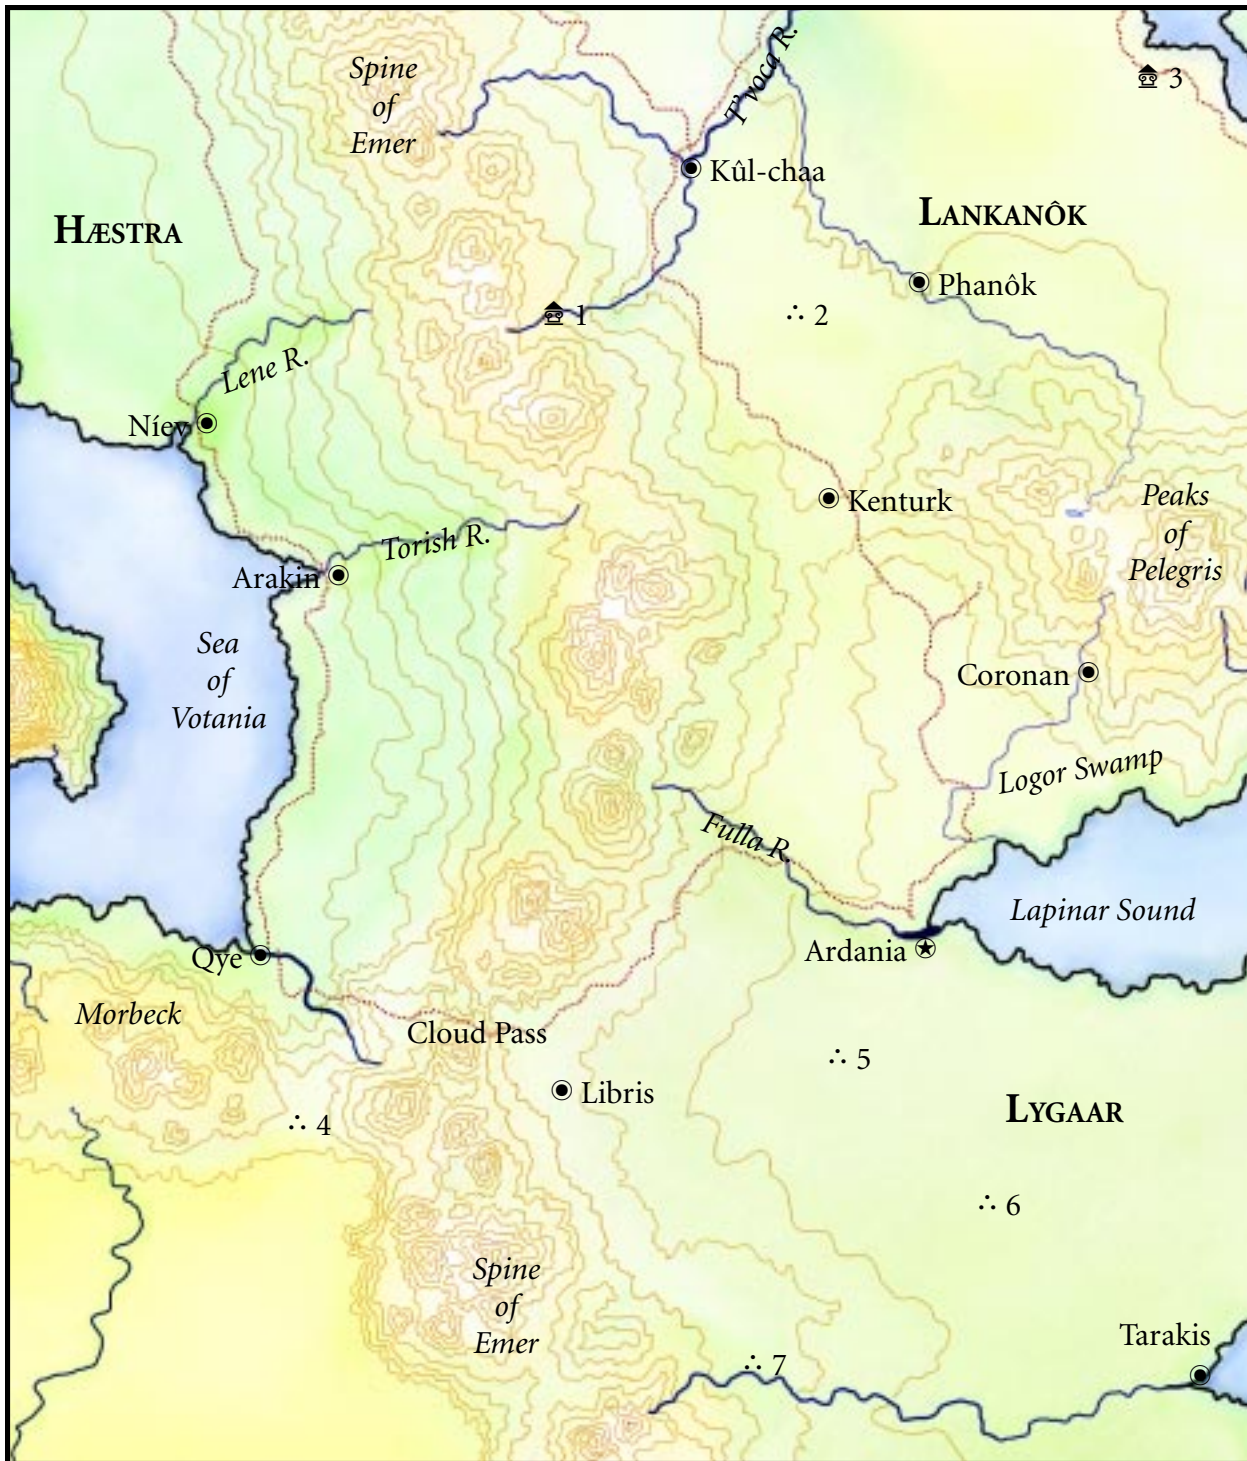 Spine
of
Emer
T'voca R.
3
Kûl-chaa
HÆSTRA
LANKANÔK
Phanôk
1
2
Lene R.
Níev
Kenturk
Peaks
of
Pelegris
Torish R.
Arakin
Sea
of
Votania
Coronan
Logor Swamp
Fulla R.
Lapinar Sound
Ardania
Qye
Morbeck
Cloud Pass
5
Libris
LYGAAR
4
6
Spine
of
Emer
Tarakis
7